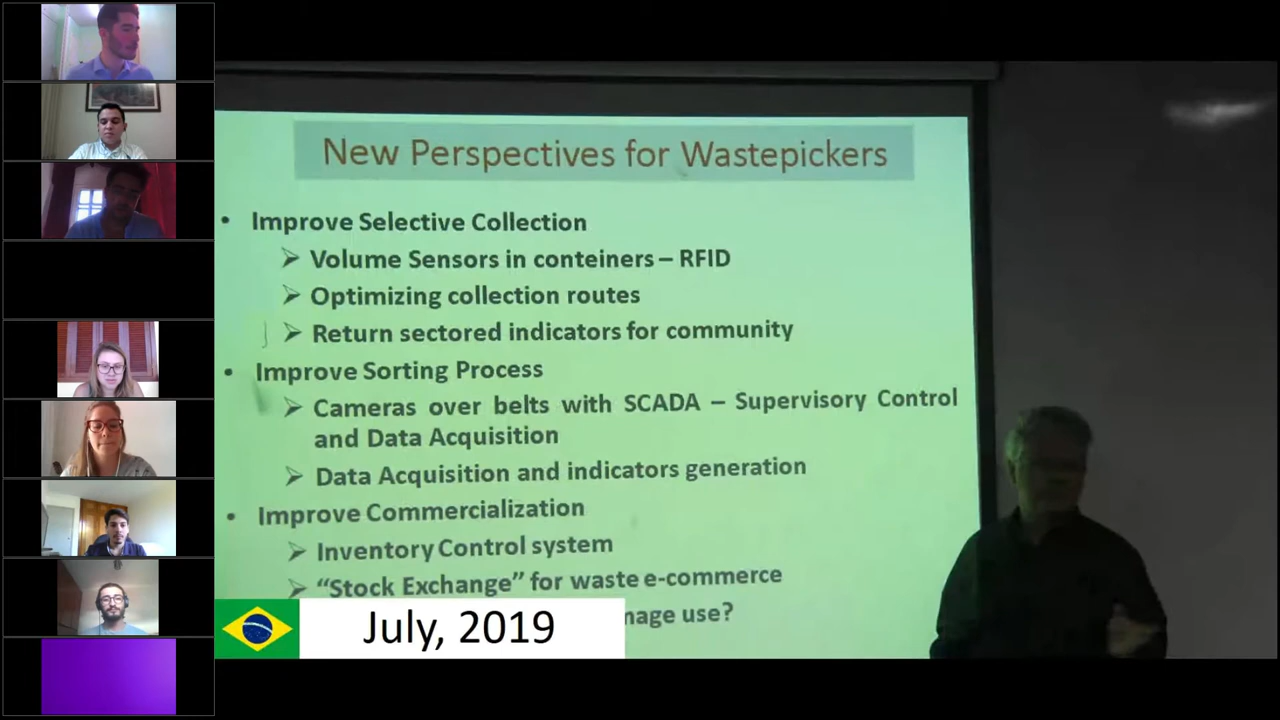 New Perspectives for Wastepickers
• Improve Selective Collection
➢ Volume Sensors in conteiners – RFID
➢ Optimizing collection routes
➢ Return sectored indicators for community
• Improve Sorting Process
➢ Cameras over belts with SCADA – Supervisory Control
and Data Acquisition
➢ Data Acquisition and indicators generation
• Improve Commercialization
➢ Inventory Control system
➢ “Stock Exchange” for waste e-commerce
use?
July, 2019